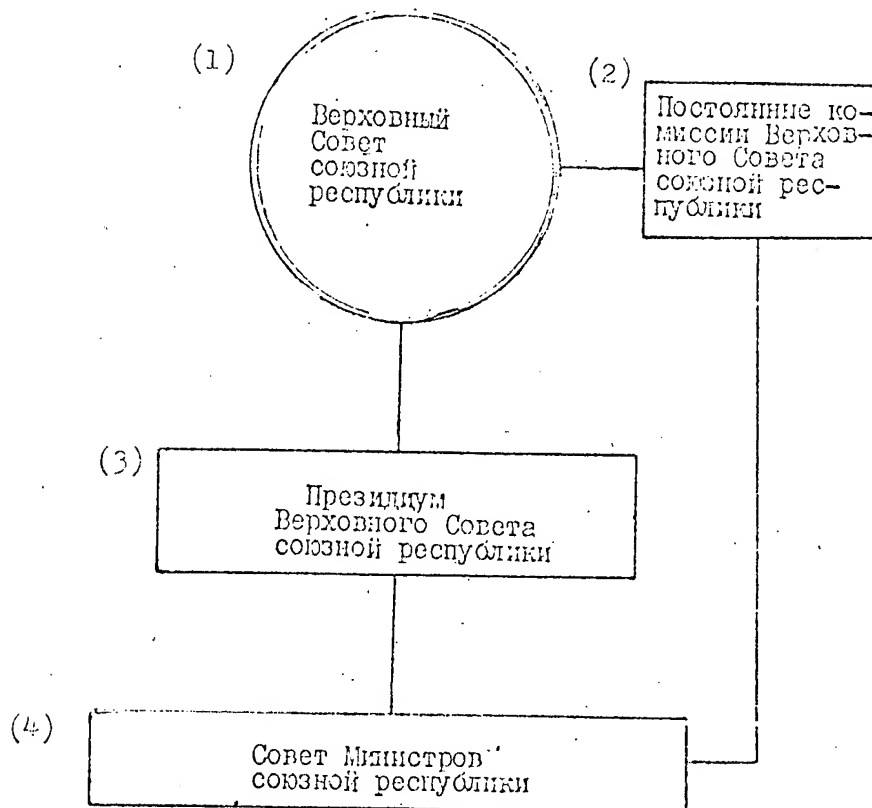 (1)
Верховный
Совет
союзной
республики
(2)
Постоянные ко-
миссии Верхов-
ного Совета
союзной рес-
публики
(3)
Президиум
Верховного Совета
союзной республики
(4)
Совет Министров
союзной республики